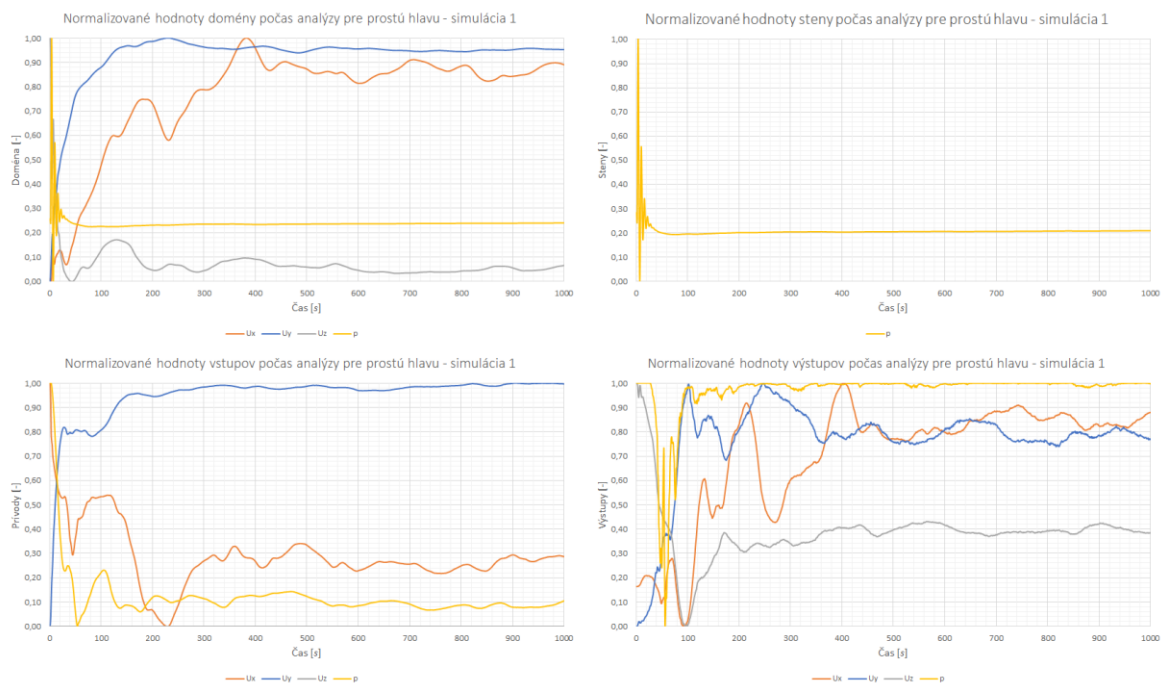 Normalizované hodnoty domény počas analýzy pre prostú hlavu - simulácia 1
1,00
0,90
0,80
0,70
0,60
0,50
0,40
0,30
0,20
0,10
0,00
Doména [-]
0 100 200 300 400 500 600 700 800 900 1000
Čas [s]
Ux Uy Uz p
Normalizované hodnoty steny počas analýzy pre prostú hlavu - simulácia 1
1,00
0,90
0,80
0,70
0,60
0,50
0,40
0,30
0,20
0,10
0,00
Steny [-]
0 100 200 300 400 500 600 700 800 900 1000
Čas [s]
p
Normalizované hodnoty vstupov počas analýzy pre prostú hlavu - simulácia 1
1,00
0,90
0,80
0,70
0,60
0,50
0,40
0,30
0,20
0,10
0,00
Prívody [-]
0 100 200 300 400 500 600 700 800 900 1000
Čas [s]
Ux Uy Uz p
Normalizované hodnoty výstupov počas analýzy pre prostú hlavu - simulácia 1
1,00
0,90
0,80
0,70
0,60
0,50
0,40
0,30
0,20
0,10
0,00
Výstupy [-]
0 100 200 300 400 500 600 700 800 900 1000
Čas [s]
Ux Uy Uz p